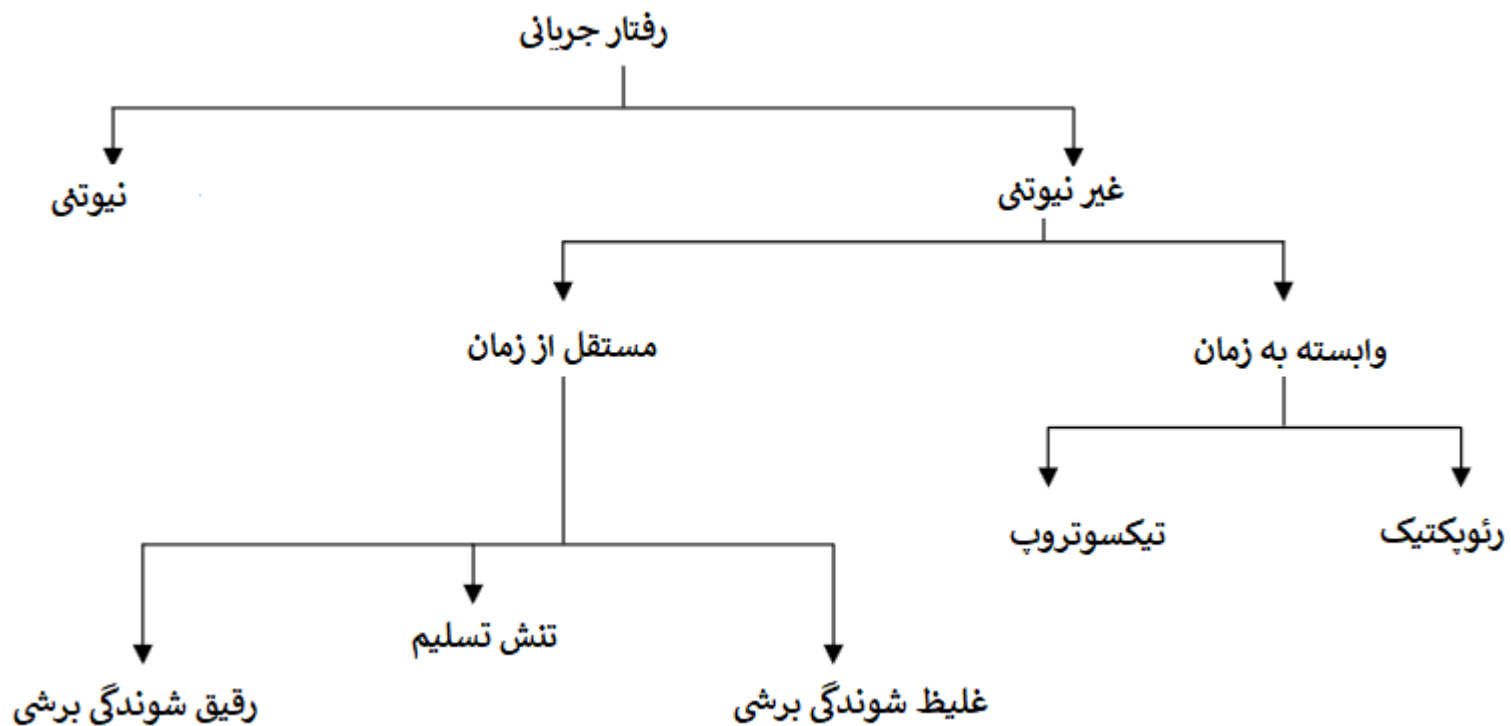 رفتار جریانی
غیر نیوتنی
نیوتنی
وابسته به زمان
مستقل از زمان
رئوپکتیک
تیکسوتروپ
تنش تسلیم
غلیظ شوندگی برشی
رقیق شوندگی برشی